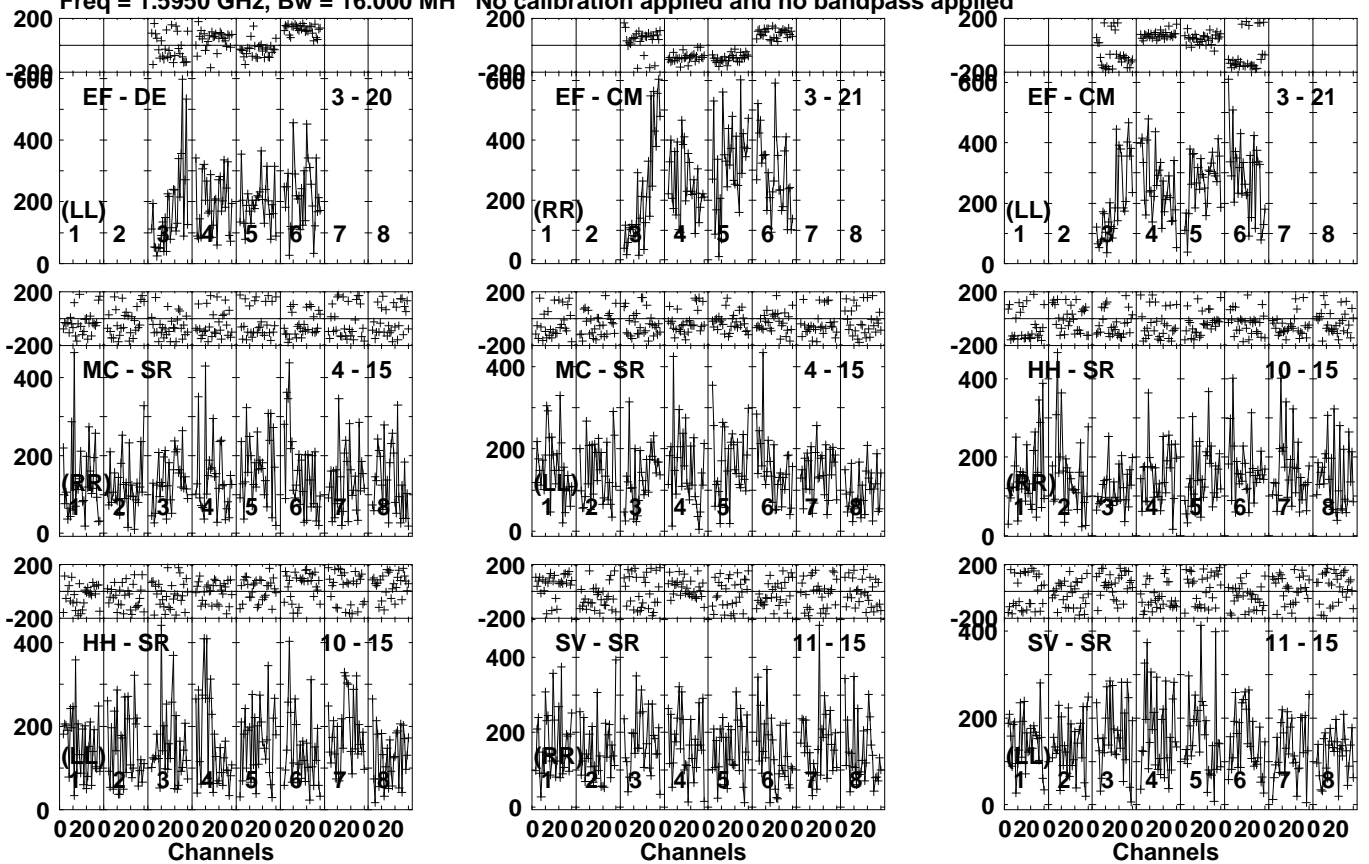 Freq = 1.5950 GHz, Bw = 16.000 MH No calibration applied and no bandpass applied
200 200 200
-200 -200 -200
600 600 600
EF - DE 3 - 20 EF - CM 3 - 21 EF - CM 3 - 21
400 400 400
200 200 200
(LL) (RR) (LL)
1 2 3 4 5 6 7 8 1 2 3 4 5 6 7 8 1 2 3 4 5 6 7 8
0 0 0
200 200 200
-200 -200 -200
MC - SR 4 - 15 MC - SR 4 - 15 HH - SR 10 - 15
400 400 400
200 200 200
(RR) (LL) (RR)
1 2 3 4 5 6 7 8 1 2 3 4 5 6 7 8 1 2 3 4 5 6 7 8
0 0 0
200 200 200
-200 -200 -200
HH - SR 10 - 15 SV - SR 11 - 15 SV - SR 11 - 15
400 400 400
200 200 200
(LL) (RR) (LL)
1 2 3 4 5 6 7 8 1 2 3 4 5 6 7 8 1 2 3 4 5 6 7 8
0 0 0
0 20 0 20 0 20 0 20 0 20 0 20 0 20 0 20 0 20 0 20 0 20 0 20 0 20 0 20 0 20 0 20 0 20 0 20 0 20 0 20 0 20 0 20 0 20 0 20
Channels Channels Channels